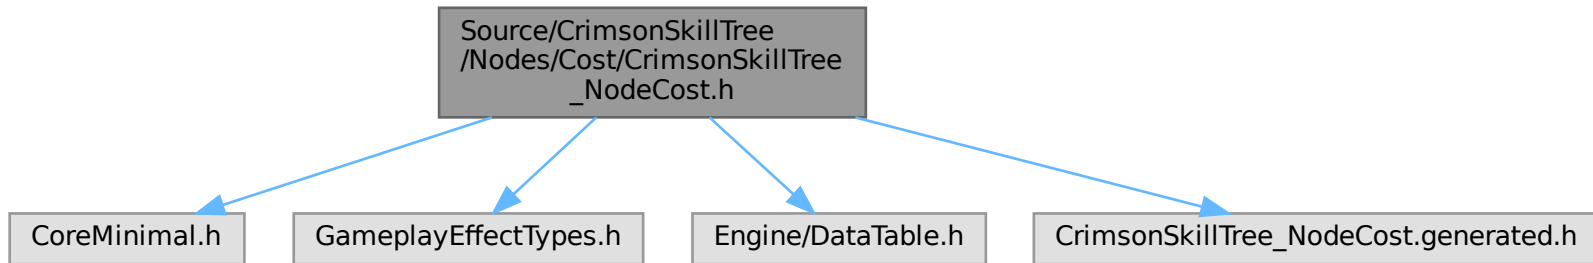 Source/CrimsonSkillTree
/Nodes/Cost/CrimsonSkillTree
_NodeCost.h
CoreMinimal.h
GameplayEffectTypes.h
Engine/DataTable.h
CrimsonSkillTree_NodeCost.generated.h